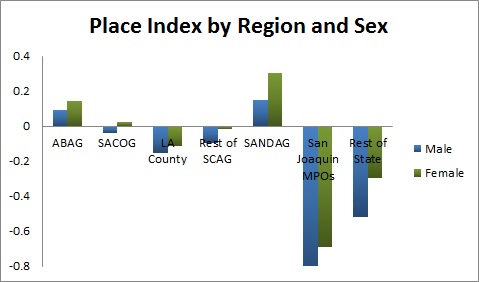 Place Index by Region and Sex
0.4
0.2
0
-0.2
-0.4
-0.6
-0.8
ABAG
SACOG
LA
County
Rest of
SCAG
SANDAG
San
Joaquin
MPOs
Rest of
State
Male
Female